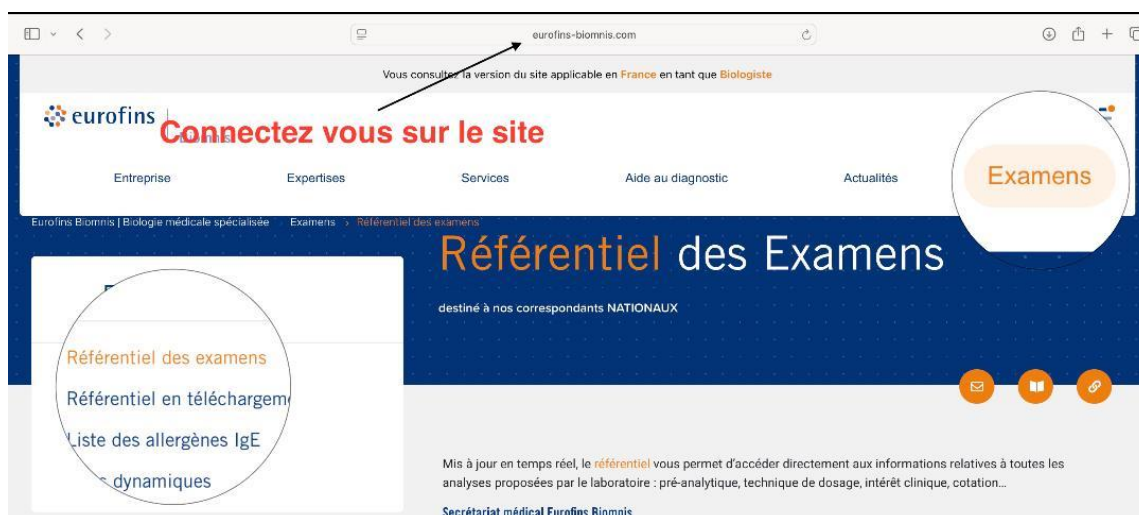 eurofins-biomnis.com
Vous consultez la version du site applicable en France en tant que Biologiste
eurofins
Biomnis
Connectez vous sur le site
Entreprise
Expertises
Services
Aide au diagnostic
Actualités
Examens
Eurofins Biomnis | Biologie médicale spécialisée Examens › Référentiel des examens
Référentiel des Examens
destiné à nos correspondants NATIONAUX
Référentiel des examens
Référentiel en téléchargem
Liste des allergènes IgE
dynamiques
Mis à jour en temps réel, le référentiel vous permet d'accéder directement aux informations relatives à toutes les
analyses proposées par le laboratoire : pré-analytique, technique de dosage, intérêt clinique, cotation...
Secrétariat médical Eurofins Biomnis